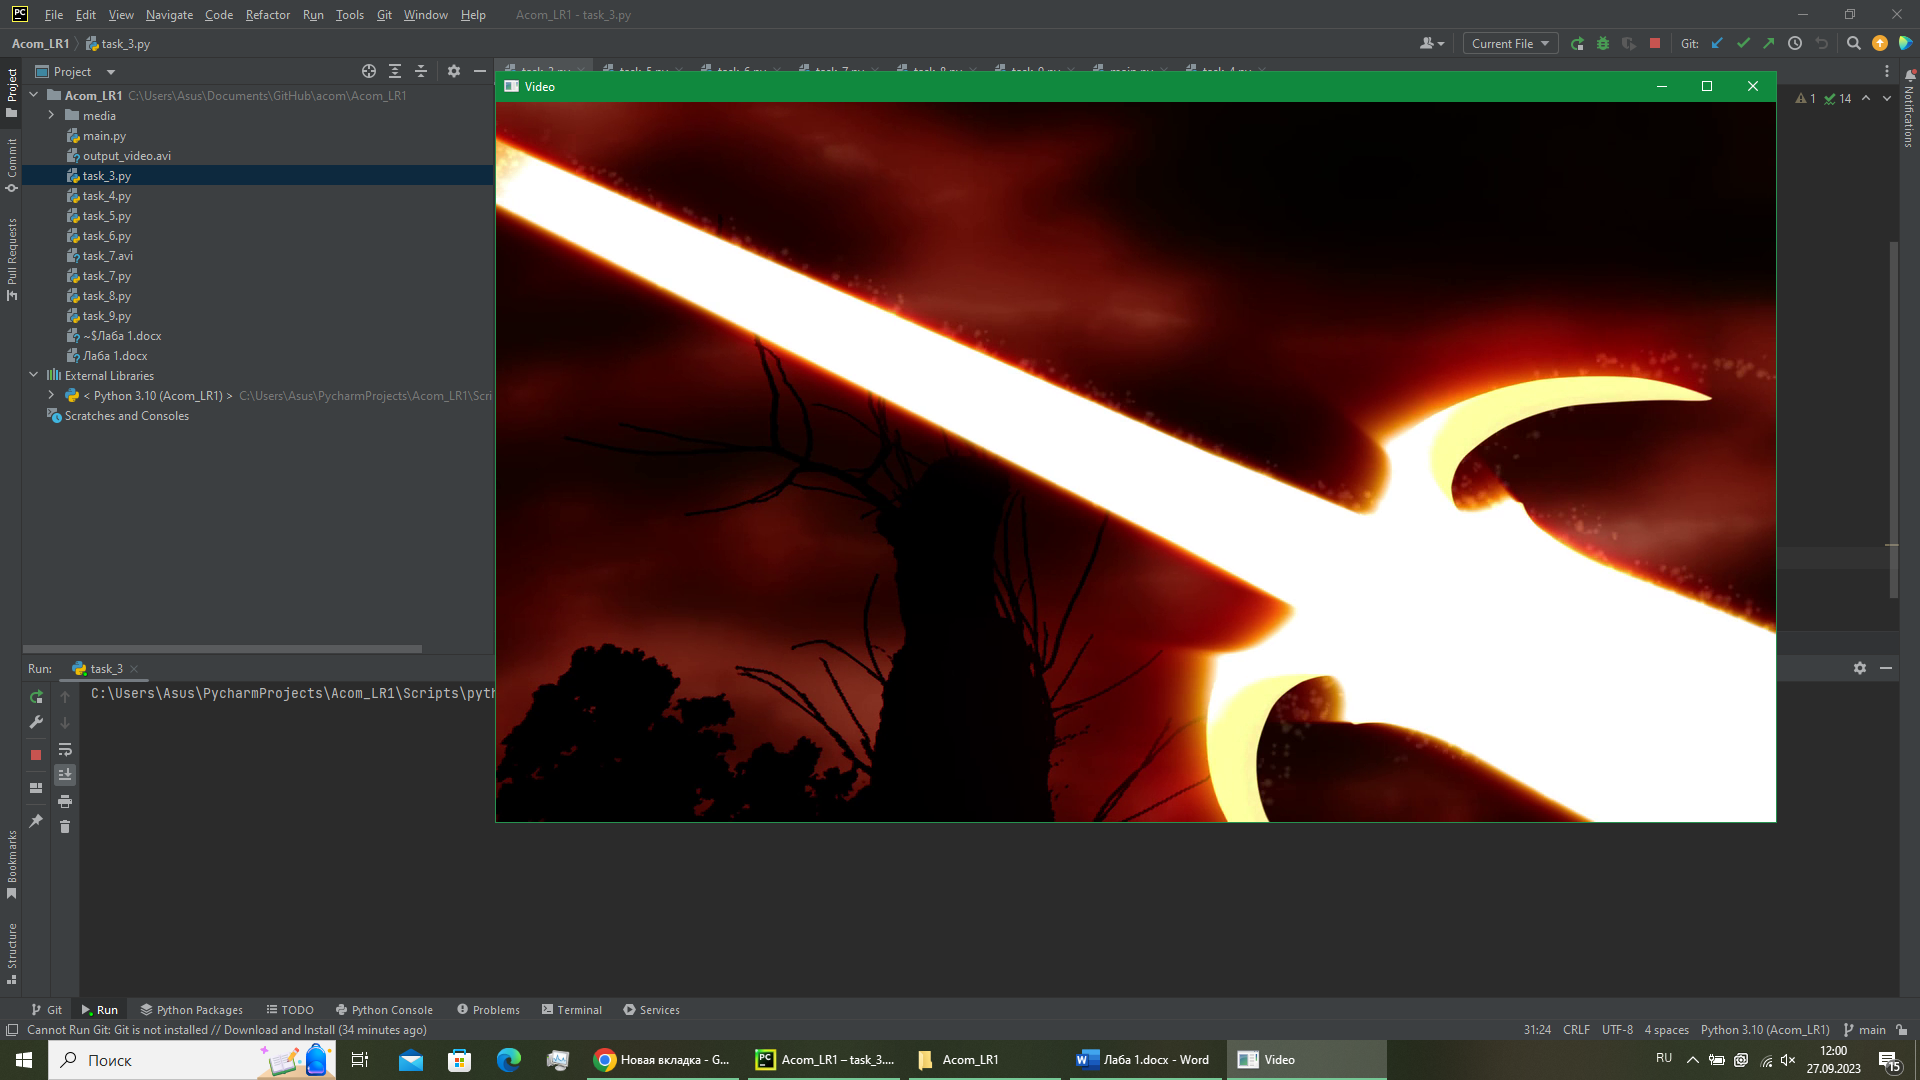 File Edit View Navigate Code Refactor Run Tools Git Window Help Acom_LR1 - task_3.py
Acom_LR1 task_3.py Current File Git:
Project
Video
1 14
Acom_LR1 C:\Users\Asus\Documents\GitHub\acom\Acom_LR1
media
main.py
output_video.avi
task_3.py
task_4.py
task_5.py
task_6.py
task_7.avi
task_7.py
task_8.py
task_9.py
~$Лаба 1.docx
Лаба 1.docx
External Libraries
< Python 3.10 (Acom_LR1) > C:\Users\Asus\PycharmProjects\Acom_LR1\Scri
Scratches and Consoles
Project
Commit
Pull Requests
Bookmarks
Structure
Notifications
Run: task_3
C:\Users\Asus\PycharmProjects\Acom_LR1\Scripts\pyth
Git Run Python Packages TODO Python Console Problems Terminal Services
Cannot Run Git: Git is not installed // Download and Install (34 minutes ago) 31:24 CRLF UTF-8 4 spaces Python 3.10 (Acom_LR1) main
Поиск Новая вкладка - G... Acom_LR1 – task_3.... Acom_LR1 Лаба 1.docx - Word Video RU 12:00
27.09.2023 15